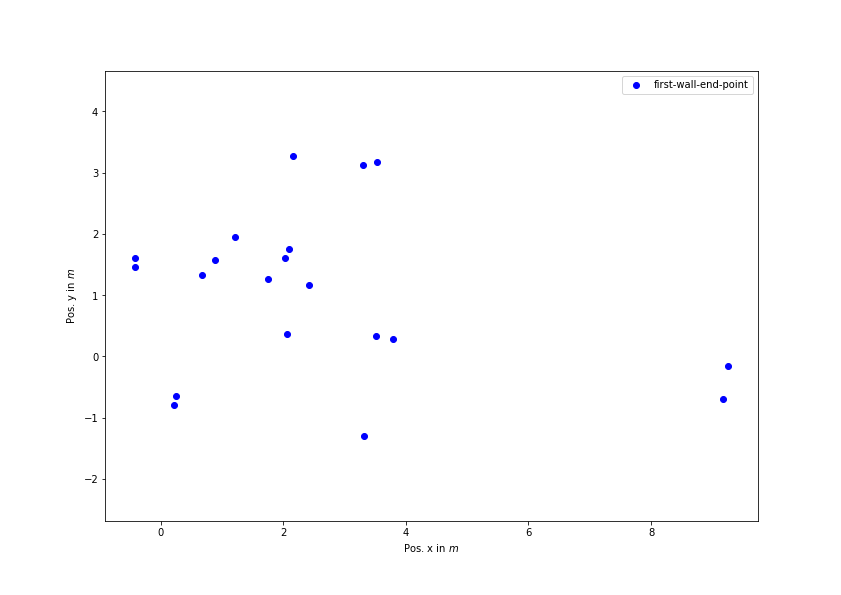 first-wall-end-point
4
3
2
1
0
−1
−2
Pos. y in m
0 2 4 6 8
Pos. x in m